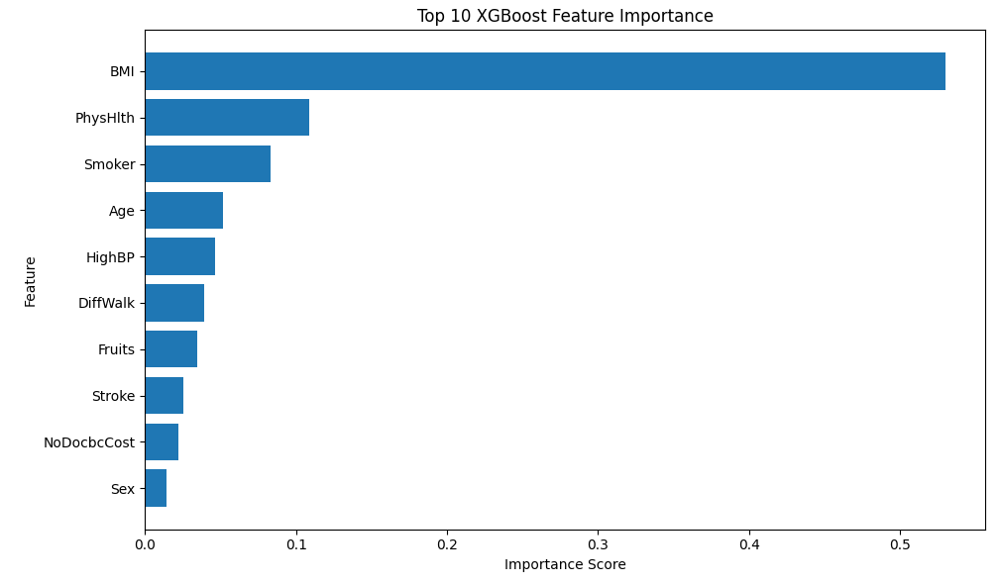 Top 10 XGBoost Feature Importance
BMI
PhysHlth
Smoker
Age
HighBP
DiffWalk
Fruits
Stroke
NoDocbcCost
Sex
Feature
0.0 0.1 0.2 0.3 0.4 0.5
Importance Score